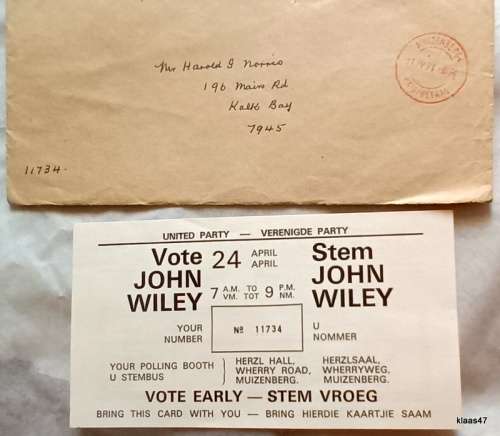 Mr Harold G Norris
196 Main Rd
Kalk Bay
7945
11734.
UNITED PARTY — VERENIGDE PARTY
Vote 24 APRIL Stem
JOHN APRIL JOHN
WILEY 7 A.M. TO 9 P.M. WILEY
VM. TOT NM.
YOUR Nº 11734 U
NUMBER NOMMER
YOUR POLLING BOOTH HERZL HALL, HERZLSAAL,
U STEMBUS WHERRY ROAD, WHERRYWEG,
MUIZENBERG. MUIZENBERG.
VOTE EARLY — STEM VROEG
BRING THIS CARD WITH YOU — BRING HIERDIE KAARTJIE SAAM
klaas47